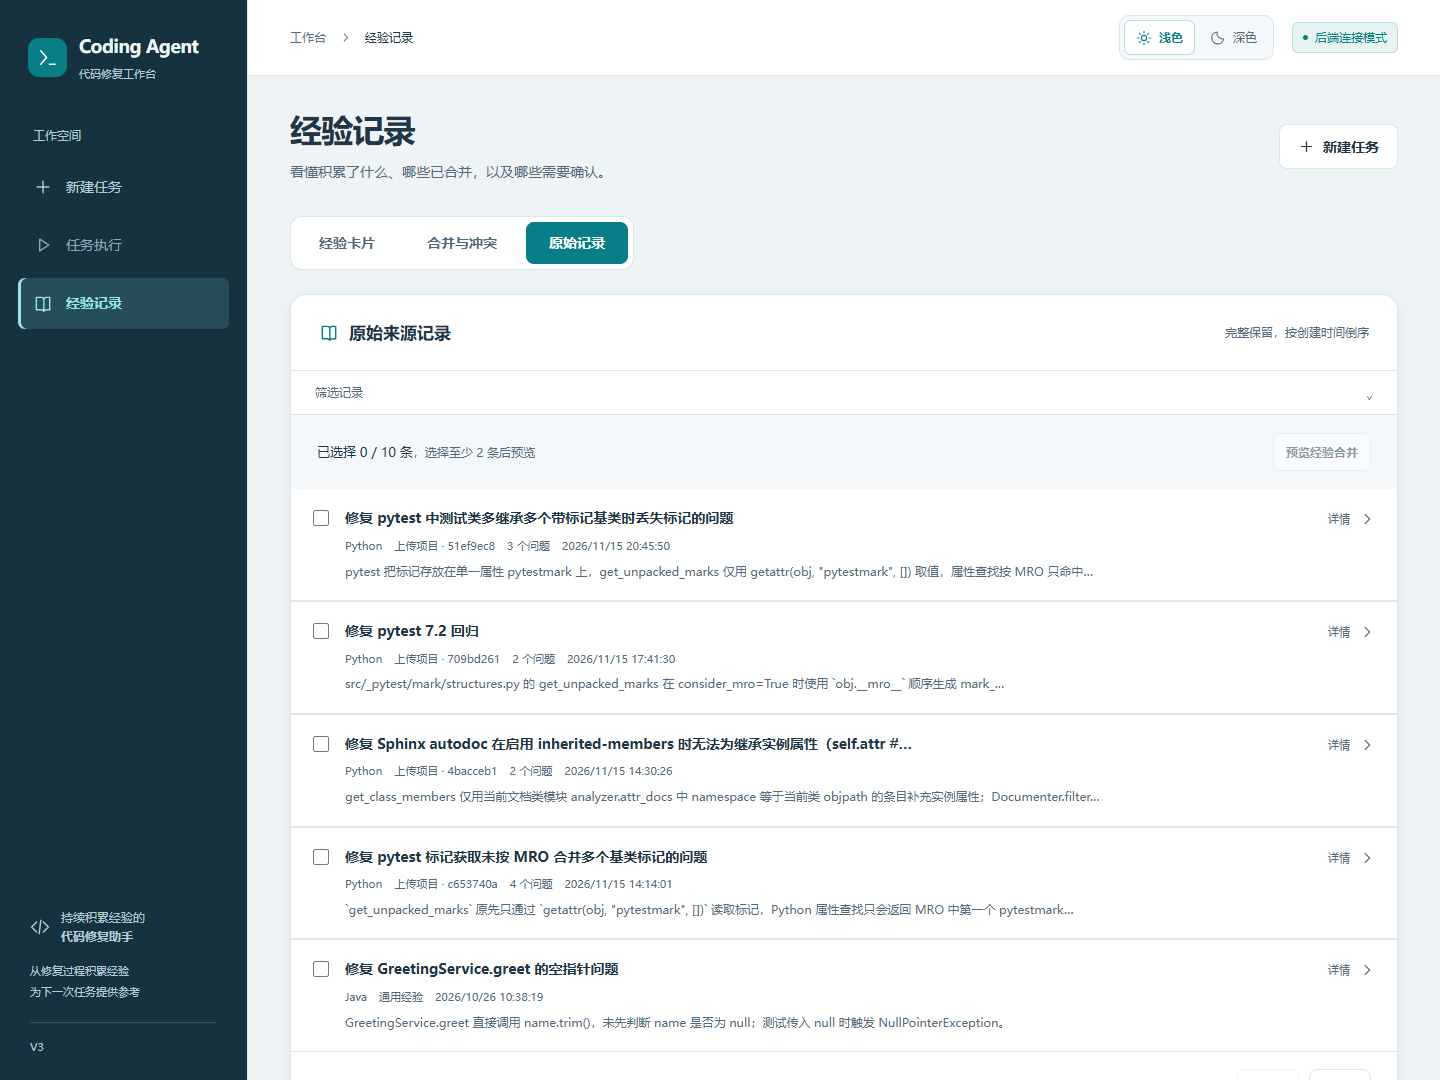 Coding Agent
代码修复工作台
工作空间
新建任务
任务执行
经验记录
持续积累经验的
代码修复助手
从修复过程积累经验
为下一次任务提供参考
V3
工作台 > 经验记录
浅色
深色
• 后端连接模式
经验记录
看懂积累了什么、哪些已合并，以及哪些需要确认。
+ 新建任务
经验卡片
合并与冲突
原始记录
原始来源记录
完整保留，按创建时间倒序
筛选记录
已选择 0 / 10 条，选择至少 2 条后预览
预览经验合并
修复 pytest 中测试类多继承多个带标记基类时丢失标记的问题
详情
Python 上传项目 · 51ef9ec8 3 个问题 2026/11/15 20:45:50
pytest 把标记存放在单一属性 pytestmark 上，get_unpacked_marks 仅用 getattr(obj, "pytestmark", []) 取值，属性查找按 MRO 只命中...
修复 pytest 7.2 回归
详情
Python 上传项目 · 709bd261 2 个问题 2026/11/15 17:41:30
src/_pytest/mark/structures.py 的 get_unpacked_marks 在 consider_mro=True 时使用 `obj.__mro__` 顺序生成 mark_...
修复 Sphinx autodoc 在启用 inherited-members 时无法为继承实例属性（self.attr #...
详情
Python 上传项目 · 4bacceb1 2 个问题 2026/11/15 14:30:26
get_class_members 仅用当前文档类模块 analyzer.attr_docs 中 namespace 等于当前类 objpath 的条目补充实例属性；Documenter.filter...
修复 pytest 标记获取未按 MRO 合并多个基类标记的问题
详情
Python 上传项目 · c653740a 4 个问题 2026/11/15 14:14:01
`get_unpacked_marks` 原先只通过 `getattr(obj, "pytestmark", [])` 读取标记，Python 属性查找只会返回 MRO 中第一个 pytestmark...
修复 GreetingService.greet 的空指针问题
详情
Java 通用经验 2026/10/26 10:38:19
GreetingService.greet 直接调用 name.trim()，未先判断 name 是否为 null；测试传入 null 时触发 NullPointerException。